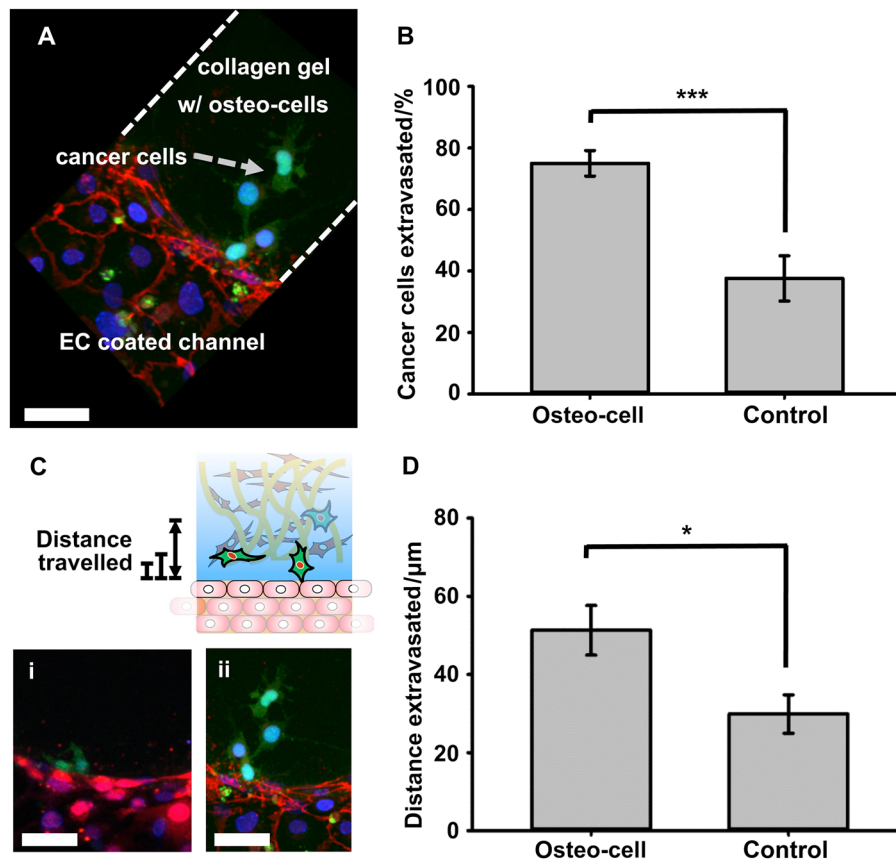 A
collagen gel
w/ osteo-cells
cancer cells
EC coated channel
B
Cancer cells extravasated/%
100
80
60
40
20
0
***
Osteo-cell
Control
C
Distance
travelled
i
ii
D
Distance extravasated/µm
80
60
40
20
0
*
Osteo-cell
Control